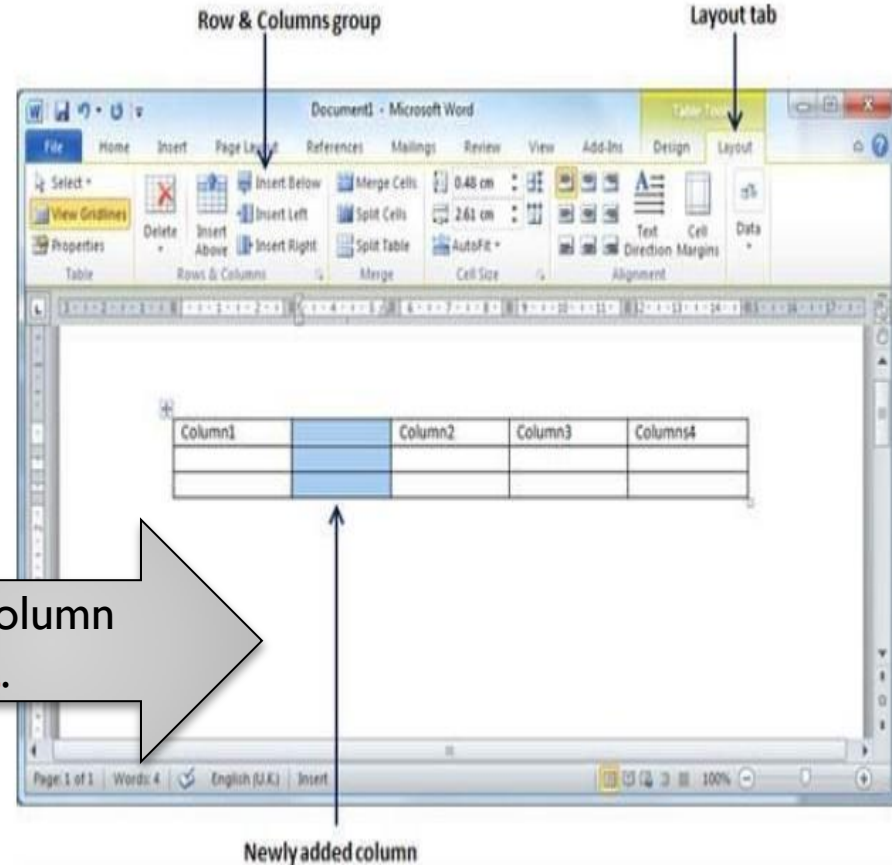 Row & Columns group
Layout tab
Document1 - Microsoft Word
Table Tools
File Home Insert Page Layout References Mailings Review View Add-Ins Design Layout
Select
View Gridlines
Properties
Table
Delete
Insert Above
Insert Below
Insert Left
Insert Right
Rows & Columns
Merge Cells
Split Cells
Split Table
Merge
0.48 cm
2.61 cm
AutoFit
Cell Size
Text Direction
Cell Margins
Alignment
Data
Column1 Column2 Column3 Columns4
olumn
.
Page: 1 of 1 Words: 4 English (U.K.) Insert 100%
Newly added column